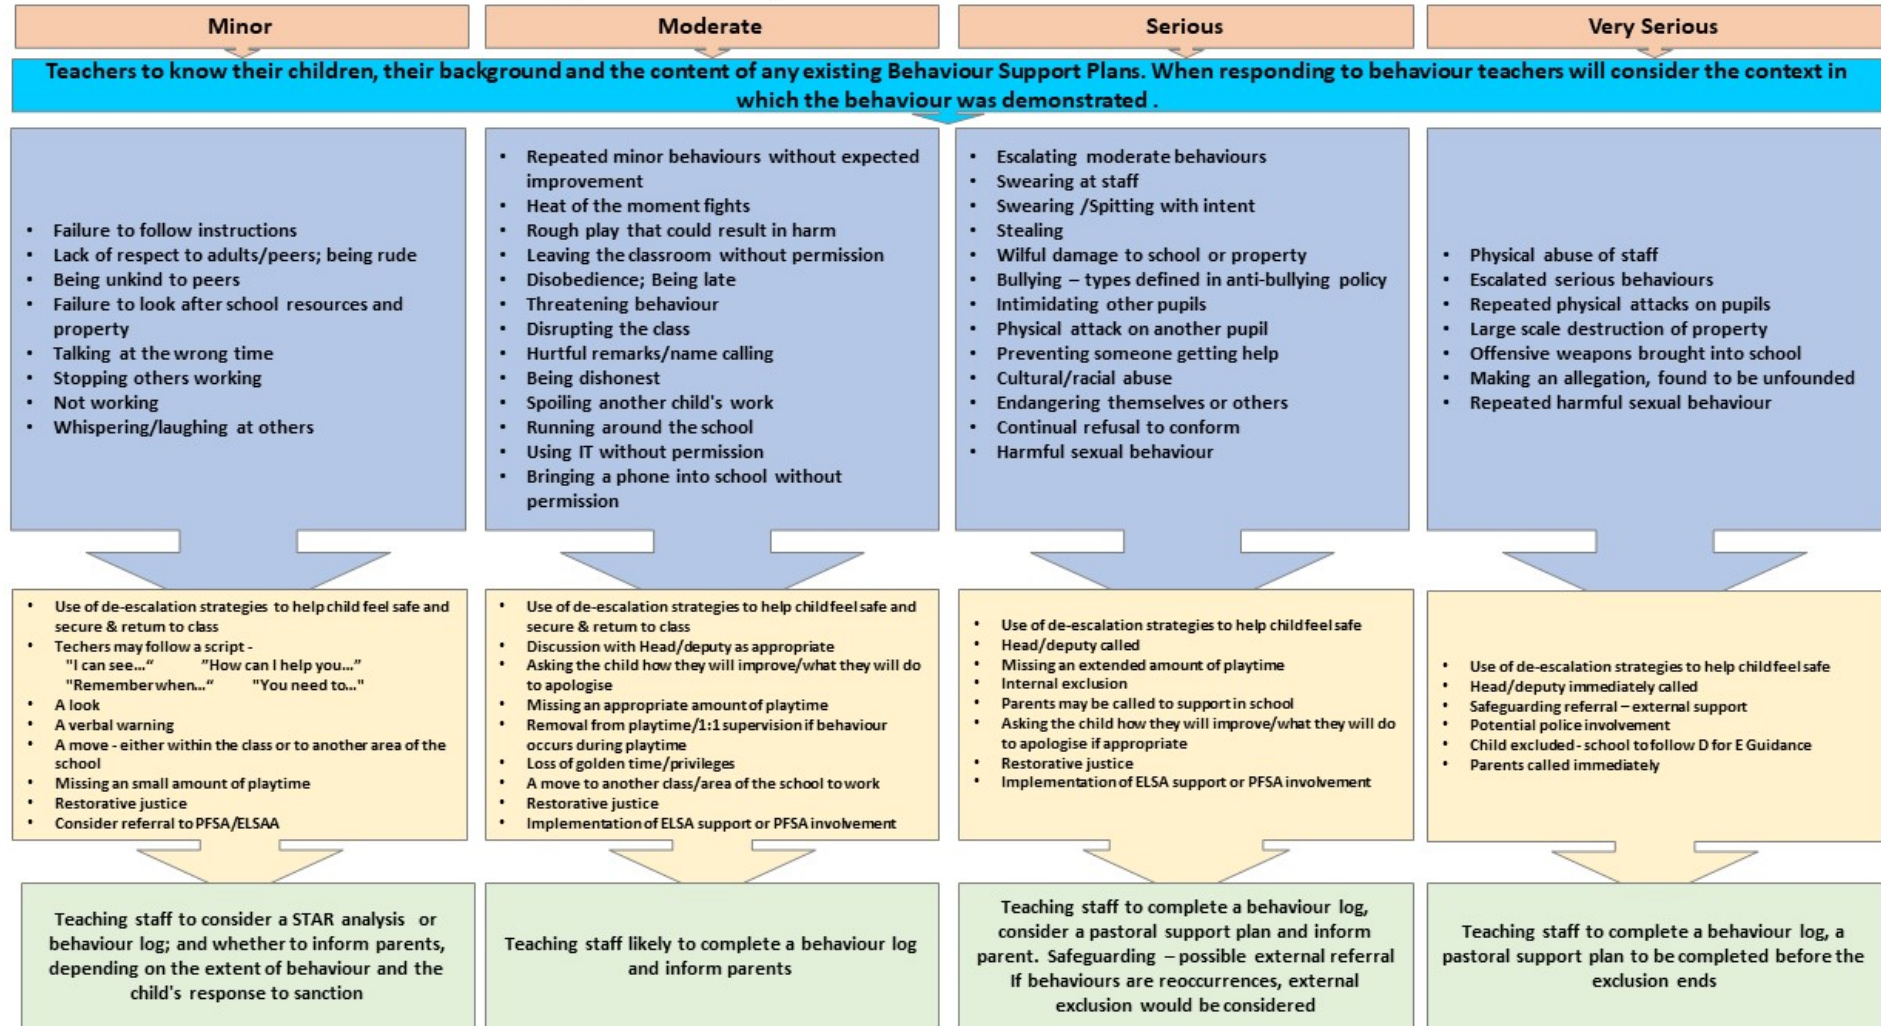 Minor
Moderate
Serious
Very Serious
Teachers to know their children, their background and the content of any existing Behaviour Support Plans. When responding to behaviour teachers will consider the context in
which the behaviour was demonstrated .
• Failure to follow instructions
• Lack of respect to adults/peers; being rude
• Being unkind to peers
• Failure to look after school resources and
property
• Talking at the wrong time
• Stopping others working
• Not working
• Whispering/laughing at others
• Repeated minor behaviours without expected
improvement
• Heat of the moment fights
• Rough play that could result in harm
• Leaving the classroom without permission
• Disobedience; Being late
• Threatening behaviour
• Disrupting the class
• Hurtful remarks/name calling
• Being dishonest
• Spoiling another child's work
• Running around the school
• Using IT without permission
• Bringing a phone into school without
permission
• Escalating moderate behaviours
• Swearing at staff
• Swearing /Spitting with intent
• Stealing
• Wilful damage to school or property
• Bullying – types defined in anti-bullying policy
• Intimidating other pupils
• Physical attack on another pupil
• Preventing someone getting help
• Cultural/racial abuse
• Endangering themselves or others
• Continual refusal to conform
• Harmful sexual behaviour
• Physical abuse of staff
• Escalated serious behaviours
• Repeated physical attacks on pupils
• Large scale destruction of property
• Offensive weapons brought into school
• Making an allegation, found to be unfounded
• Repeated harmful sexual behaviour
• Use of de-escalation strategies to help child feel safe and
secure & return to class
• Techers may follow a script -
"I can see...“ ”How can I help you...”
"Remember when...“ "You need to..."
• A look
• A verbal warning
• A move - either within the class or to another area of the
school
• Missing an small amount of playtime
• Restorative justice
• Consider referral to PFSA/ELSAA
• Use of de-escalation strategies to help child feel safe and
secure & return to class
• Discussion with Head/deputy as appropriate
• Asking the child how they will improve/what they will do
to apologise
• Missing an appropriate amount of playtime
• Removal from playtime/1:1 supervision if behaviour
occurs during playtime
• Loss of golden time/privileges
• A move to another class/area of the school to work
• Restorative justice
• Implementation of ELSA support or PFSA involvement
• Use of de-escalation strategies to help child feel safe
• Head/deputy called
• Missing an extended amount of playtime
• Internal exclusion
• Parents may be called to support in school
• Asking the child how they will improve/what they will do
to apologise if appropriate
• Restorative justice
• Implementation of ELSA support or PFSA involvement
• Use of de-escalation strategies to help child feel safe
• Head/deputy immediately called
• Safeguarding referral – external support
• Potential police involvement
• Child excluded - school to follow D for E Guidance
• Parents called immediately
Teaching staff to consider a STAR analysis or
behaviour log; and whether to inform parents,
depending on the extent of behaviour and the
child's response to sanction
Teaching staff likely to complete a behaviour log
and inform parents
Teaching staff to complete a behaviour log,
consider a pastoral support plan and inform
parent. Safeguarding – possible external referral
If behaviours are reoccurrences, external
exclusion would be considered
Teaching staff to complete a behaviour log, a
pastoral support plan to be completed before the
exclusion ends